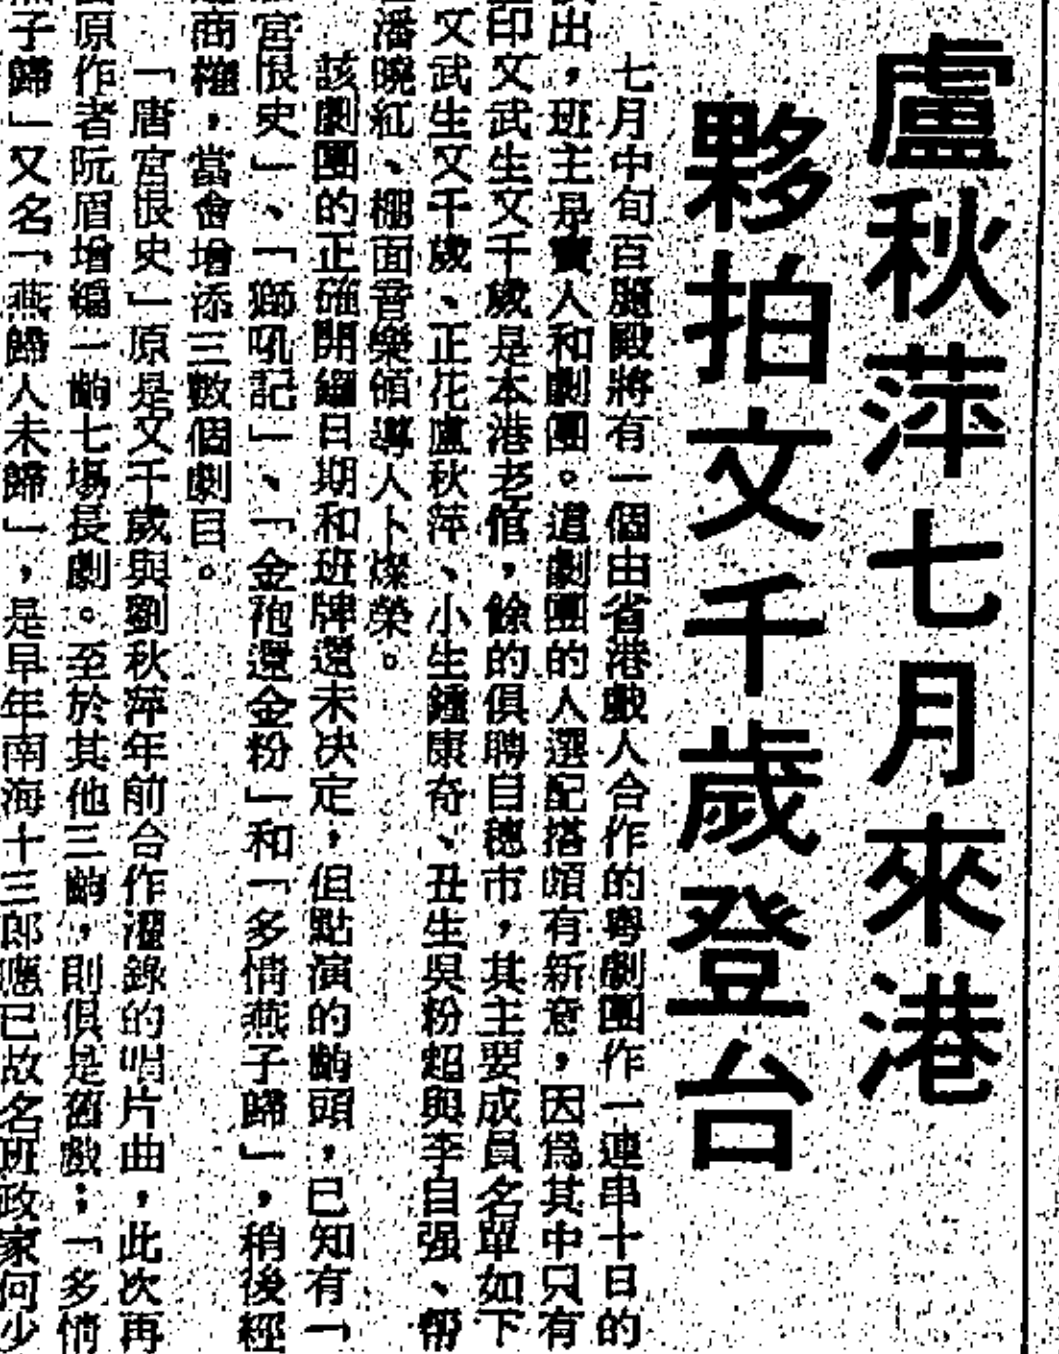 盧秋萍七月來港
夥拍文千歲登台
七月中旬百麗殿將有一個由省港戲人合作的粵劇團作一連串十日的
出，班主是寶人和劇團。這劇團的人選配搭頗有新意，因為其中只有
印文武生文千歲是本港老倌，餘的俱聘自穗市，其主要成員名單如下
文武生文千歲、正花盧秋萍、小生鍾康奇、丑生吳粉超與李自强、幫
潘曉紅、棚面音樂領導人卜燦榮。
該劇團的正確開鑼日期和班牌還未決定，但點演的齣頭，已知有「
宮恨史」、「獅吼記」、「金孢還金粉」和「多情燕子歸」，稍後經
商榷，當會增添三數個劇目。
「唐宮恨史」原是文千歲與劉秋萍年前合作灌錄的唱片曲，此次再
原作者阮眉增編一齣七場長劇。至於其他三齣，則俱是舊戲；「多情
子歸」又名「燕歸人未歸」，是早年南海十三郎應已故名班政家何少